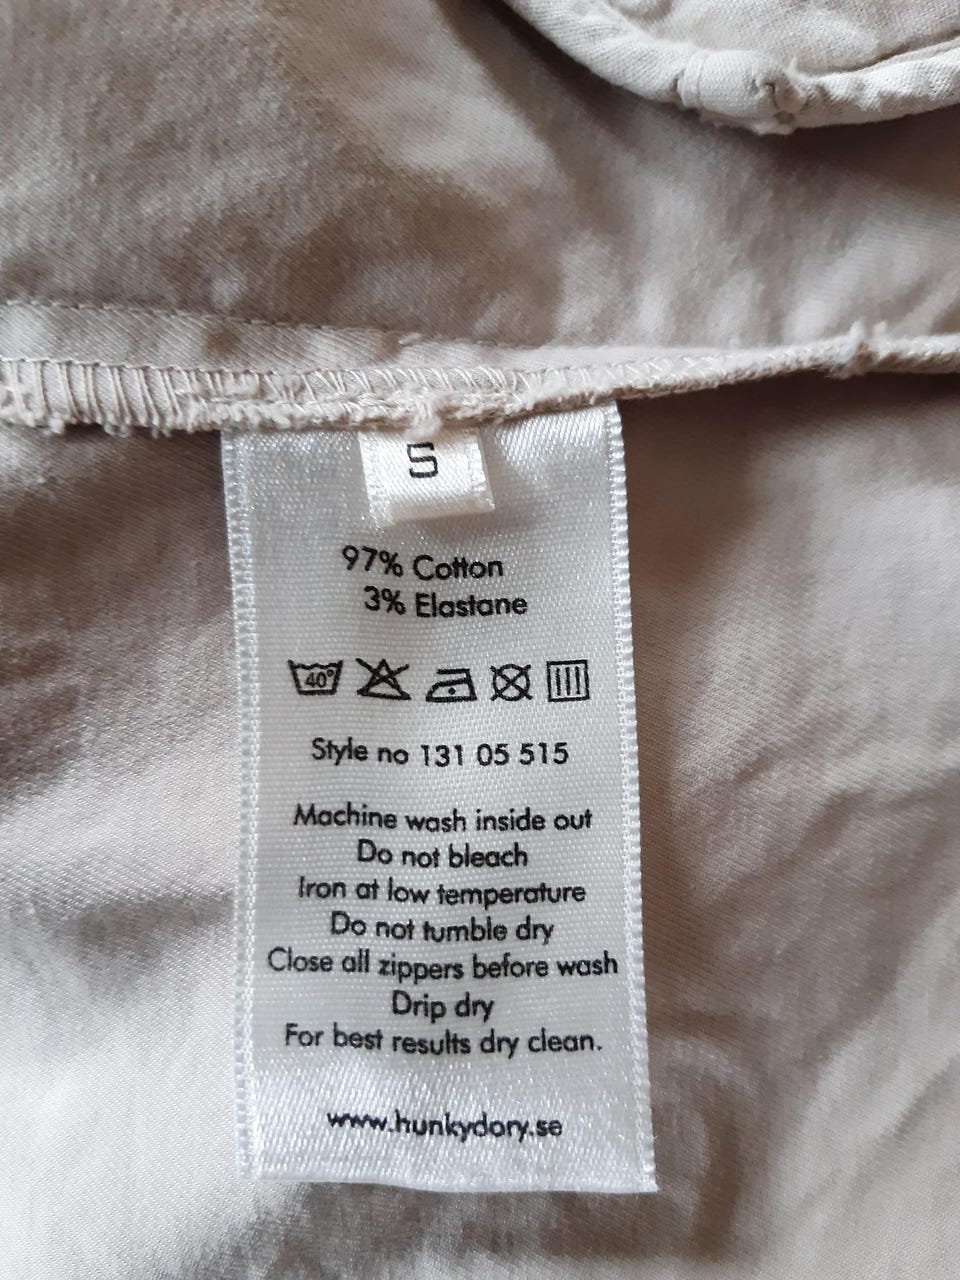 S
97% Cotton
3% Elastane
40°
Style no 131 05 515
Machine wash inside out
Do not bleach
Iron at low temperature
Do not tumble dry
Close all zippers before wash
Drip dry
For best results dry clean.
www.hunkydory.se